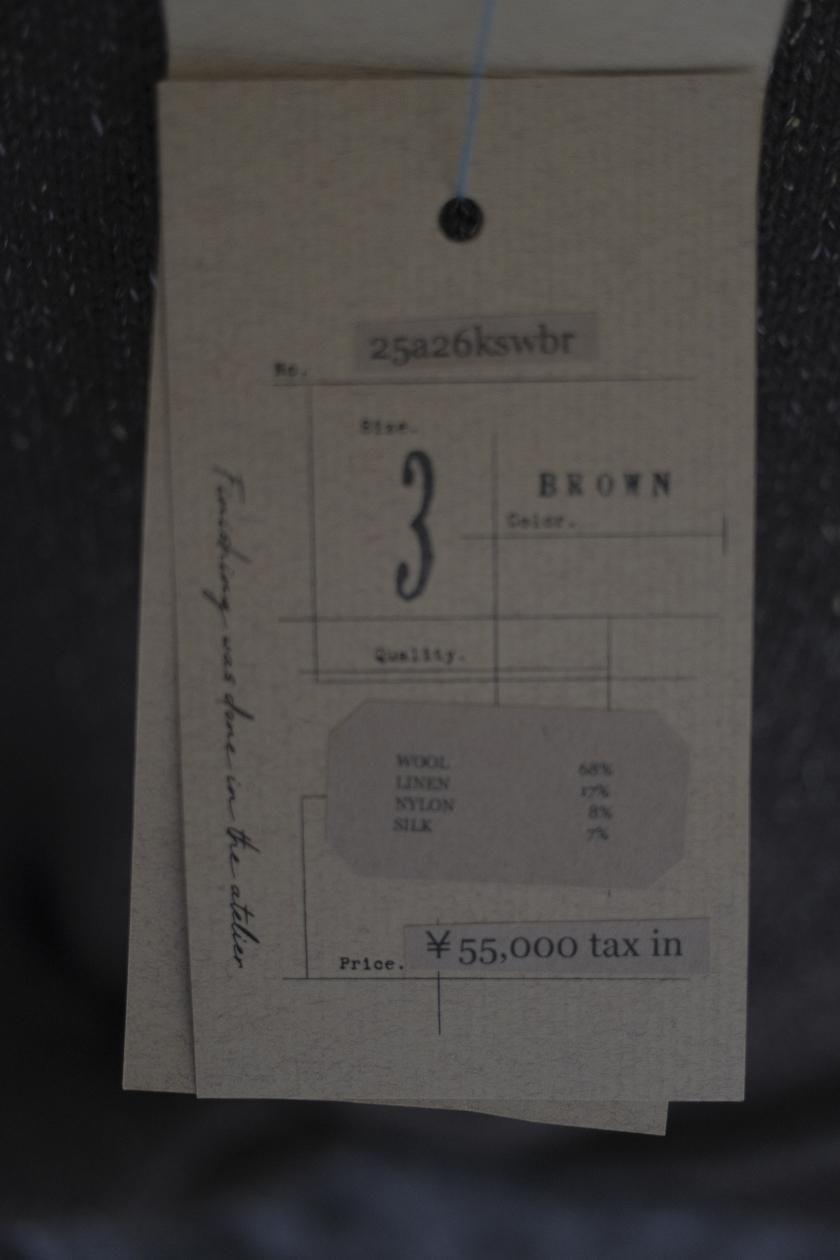 25a26kswbr
No.
Size.
3
BROWN
Color.
Quality.
WOOL 68%
LINEN 17%
NYLON 8%
SILK 7%
Price. ¥55,000 tax in
Finishing was done in the atelier